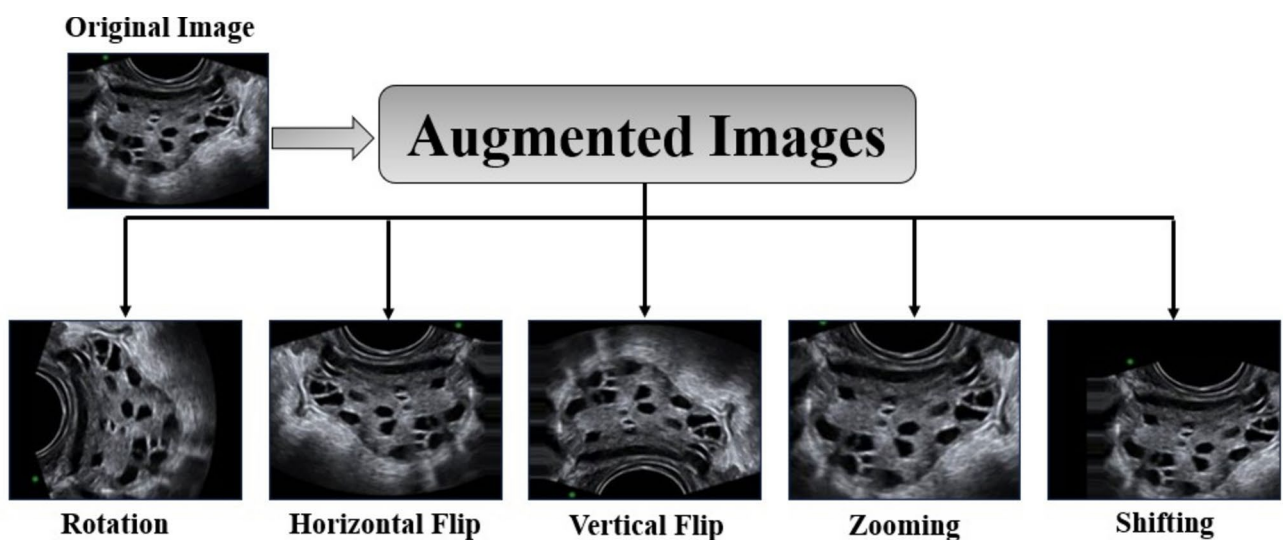 Original Image
Augmented Images
Rotation
Horizontal Flip
Vertical Flip
Zooming
Shifting